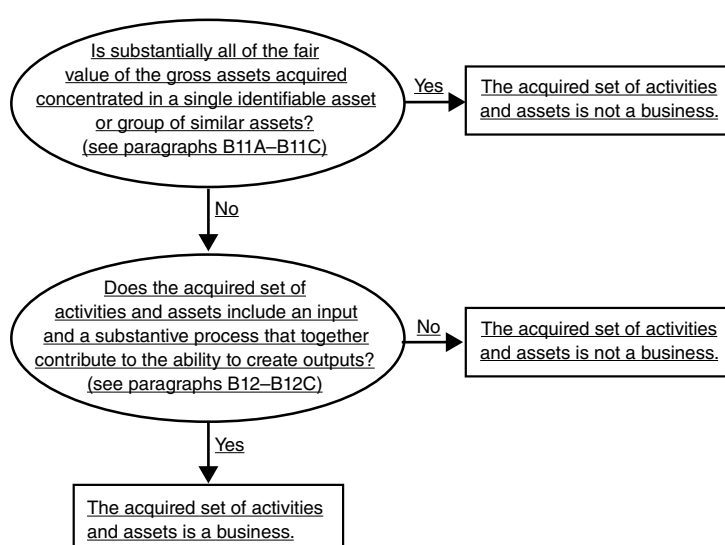 Is substantially all of the fair
value of the gross assets acquired
concentrated in a single identifiable asset
or group of similar assets?
(see paragraphs B11A–B11C)
Yes
The acquired set of activities
and assets is not a business.
No
Does the acquired set of
activities and assets include an input
and a substantive process that together
contribute to the ability to create outputs?
(see paragraphs B12–B12C)
No
The acquired set of activities
and assets is not a business.
Yes
The acquired set of activities
and assets is a business.